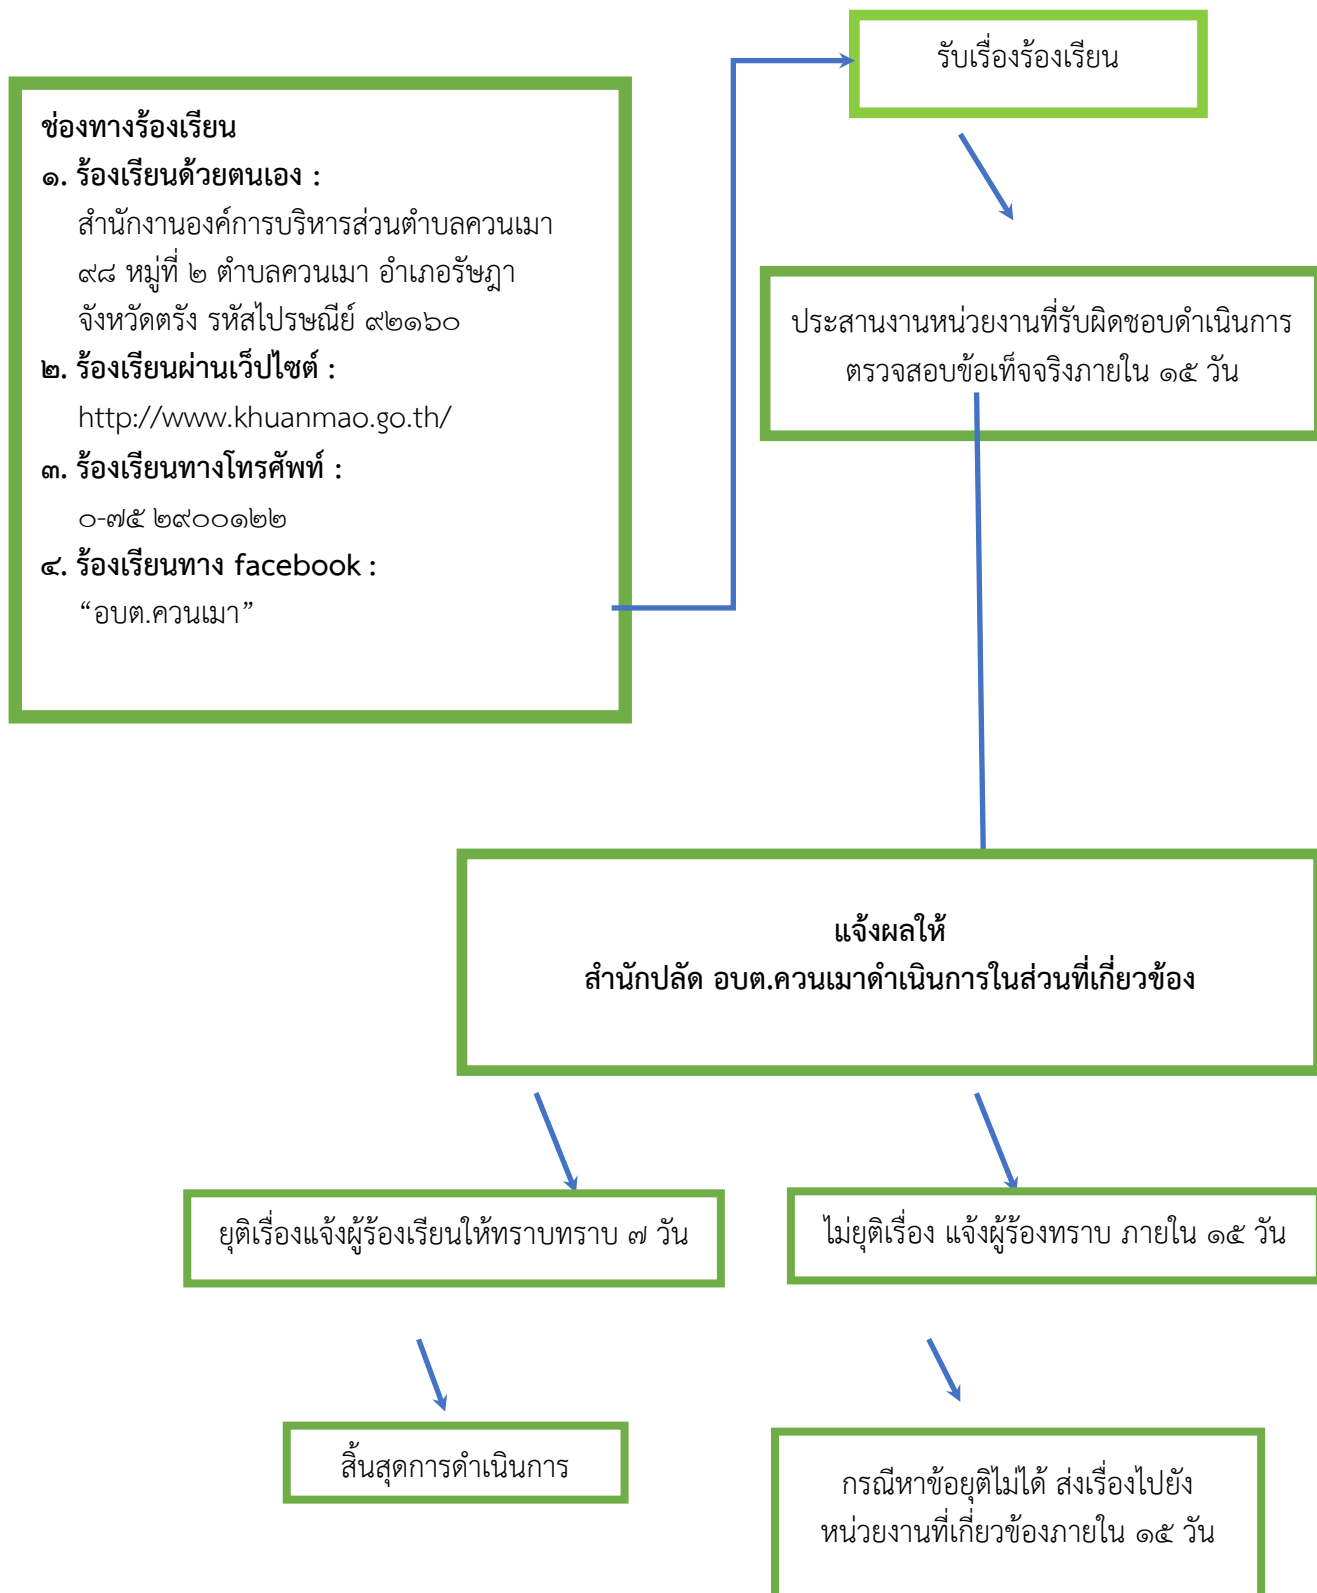 รับเรื่องร้องเรียน
ช่องทางร้องเรียน
๑. ร้องเรียนด้วยตนเอง :
สำนักงานองค์การบริหารส่วนตำบลควนเมา
๙๘ หมู่ที่ ๒ ตำบลควนเมา อำเภอรัษฎา
จังหวัดตรัง รหัสไปรษณีย์ ๙๒๑๖๐
๒. ร้องเรียนผ่านเว็ปไซต์ :
http://www.khuanmao.go.th/
๓. ร้องเรียนทางโทรศัพท์ :
๐-๗๕ ๒๙๐๐๑๒๒
๔. ร้องเรียนทาง facebook :
“อบต.ควนเมา”
ประสานงานหน่วยงานที่รับผิดชอบดำเนินการ
ตรวจสอบข้อเท็จจริงภายใน ๑๕ วัน
แจ้งผลให้
สำนักปลัด อบต.ควนเมาดำเนินการในส่วนที่เกี่ยวข้อง
ยุติเรื่องแจ้งผู้ร้องเรียนให้ทราบทราบ ๗ วัน
ไม่ยุติเรื่อง แจ้งผู้ร้องทราบ ภายใน ๑๕ วัน
สิ้นสุดการดำเนินการ
กรณีหาข้อยุติไม่ได้ ส่งเรื่องไปยัง
หน่วยงานที่เกี่ยวข้องภายใน ๑๕ วัน